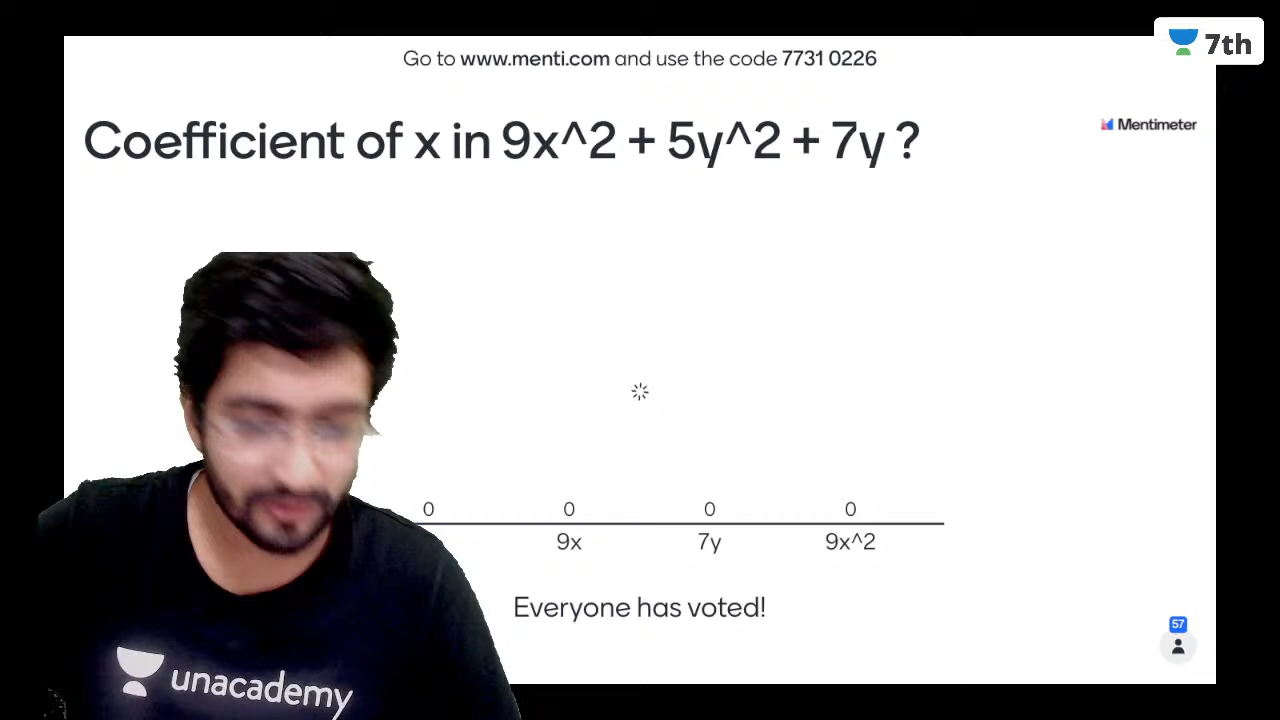 7th
Go to www.menti.com and use the code 7731 0226
Mentimeter
Coefficient of x in 9x^2 + 5y^2 + 7y ?
0 0 0 0
9x 7y 9x^2
Everyone has voted!
57
unacademy